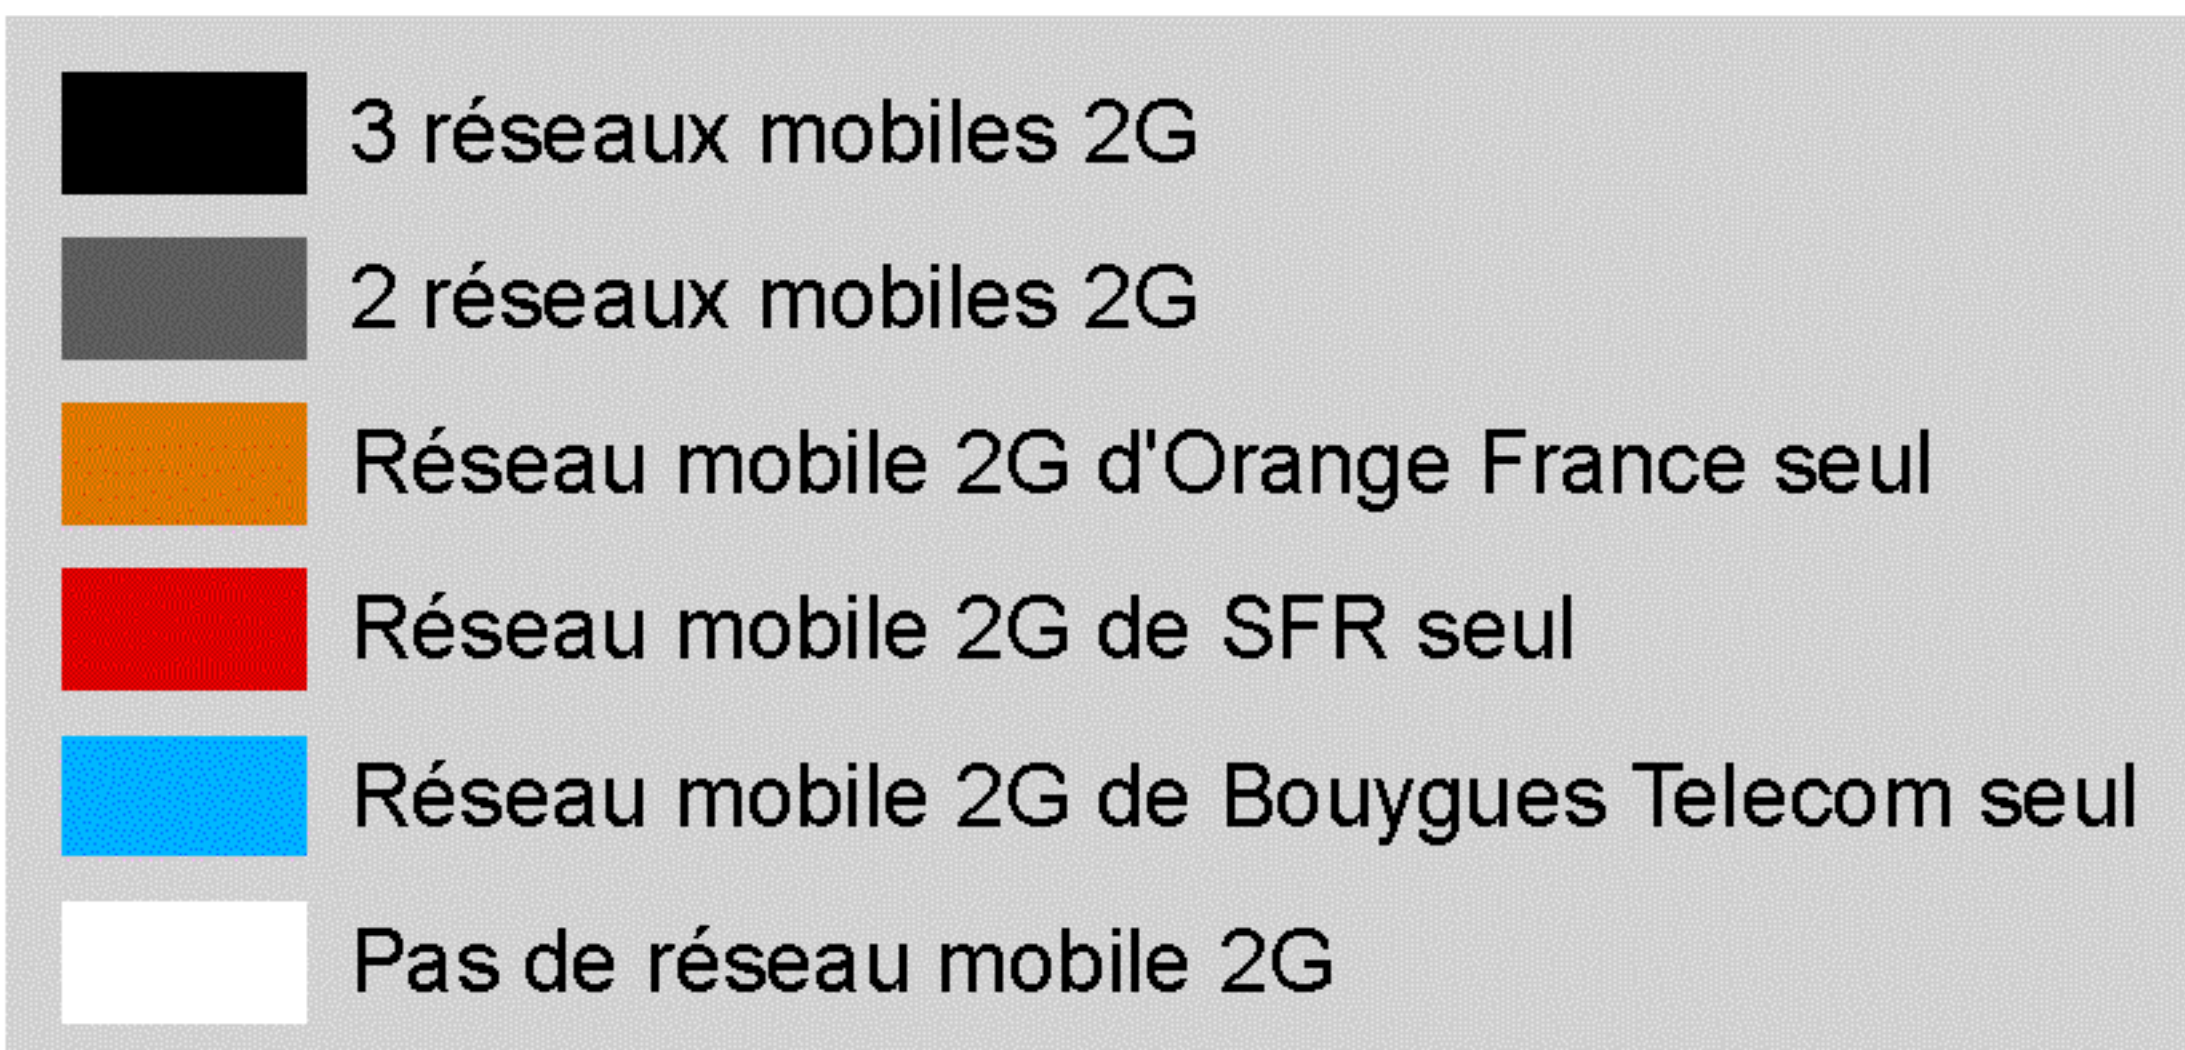 3 réseaux mobiles 2G
2 réseaux mobiles 2G
Réseau mobile 2G d'Orange France seul
Réseau mobile 2G de SFR seul
Réseau mobile 2G de Bouygues Telecom seul
Pas de réseau mobile 2G